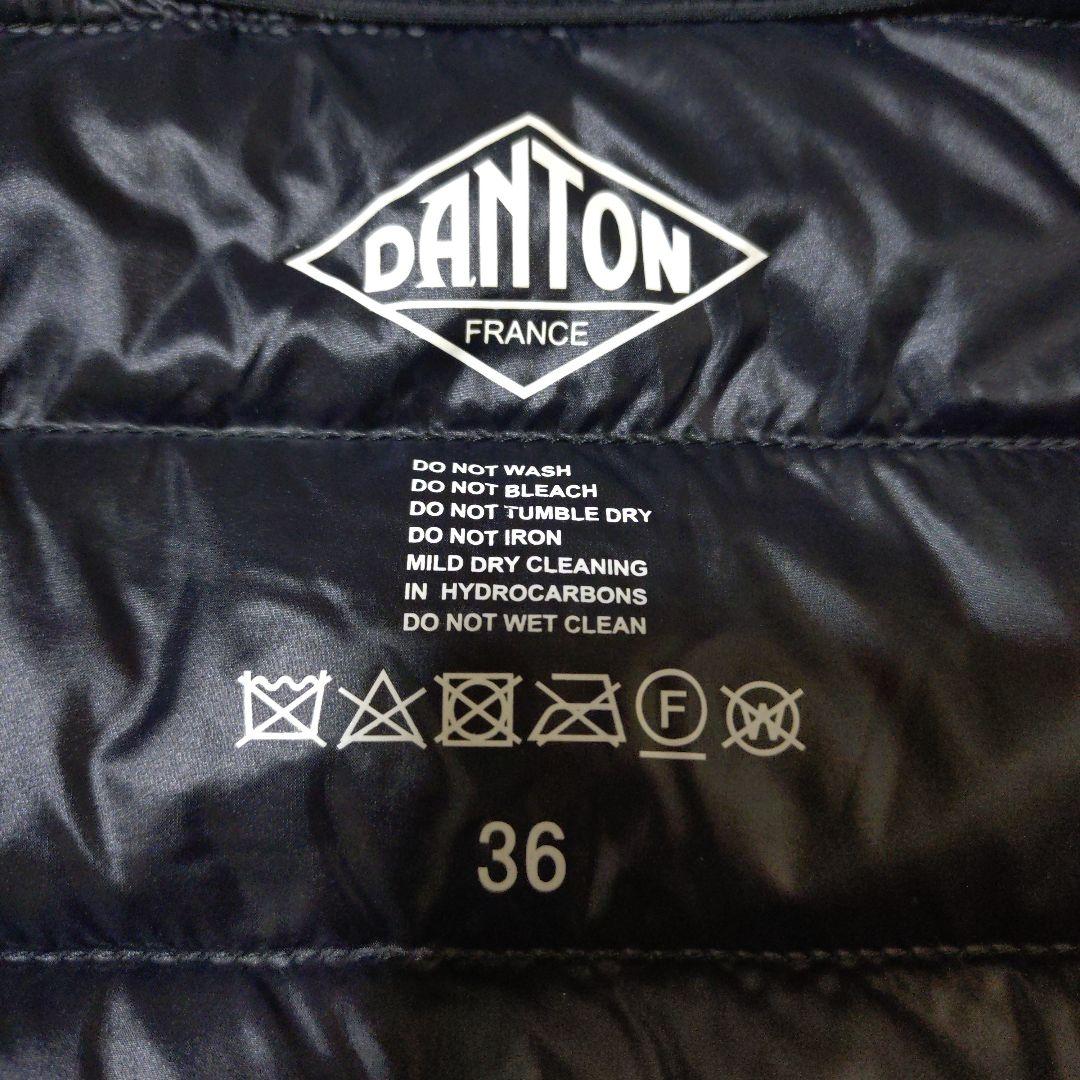 DANTON
FRANCE
DO NOT WASH
DO NOT BLEACH
DO NOT TUMBLE DRY
DO NOT IRON
MILD DRY CLEANING
IN HYDROCARBONS
DO NOT WET CLEAN
F W
36